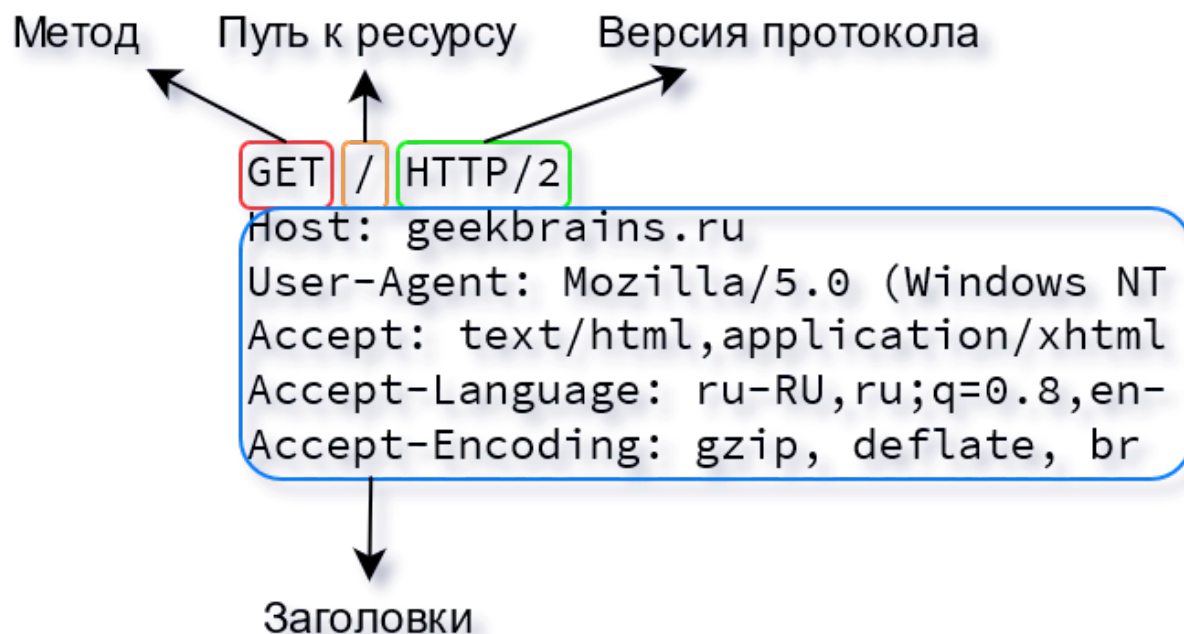 Метод Путь к ресурсу Версия протокола
GET / HTTP/2
Host: geekbrains.ru
User-Agent: Mozilla/5.0 (Windows NT
Accept: text/html,application/xhtml
Accept-Language: ru-RU,ru;q=0.8,en-
Accept-Encoding: gzip, deflate, br
Заголовки